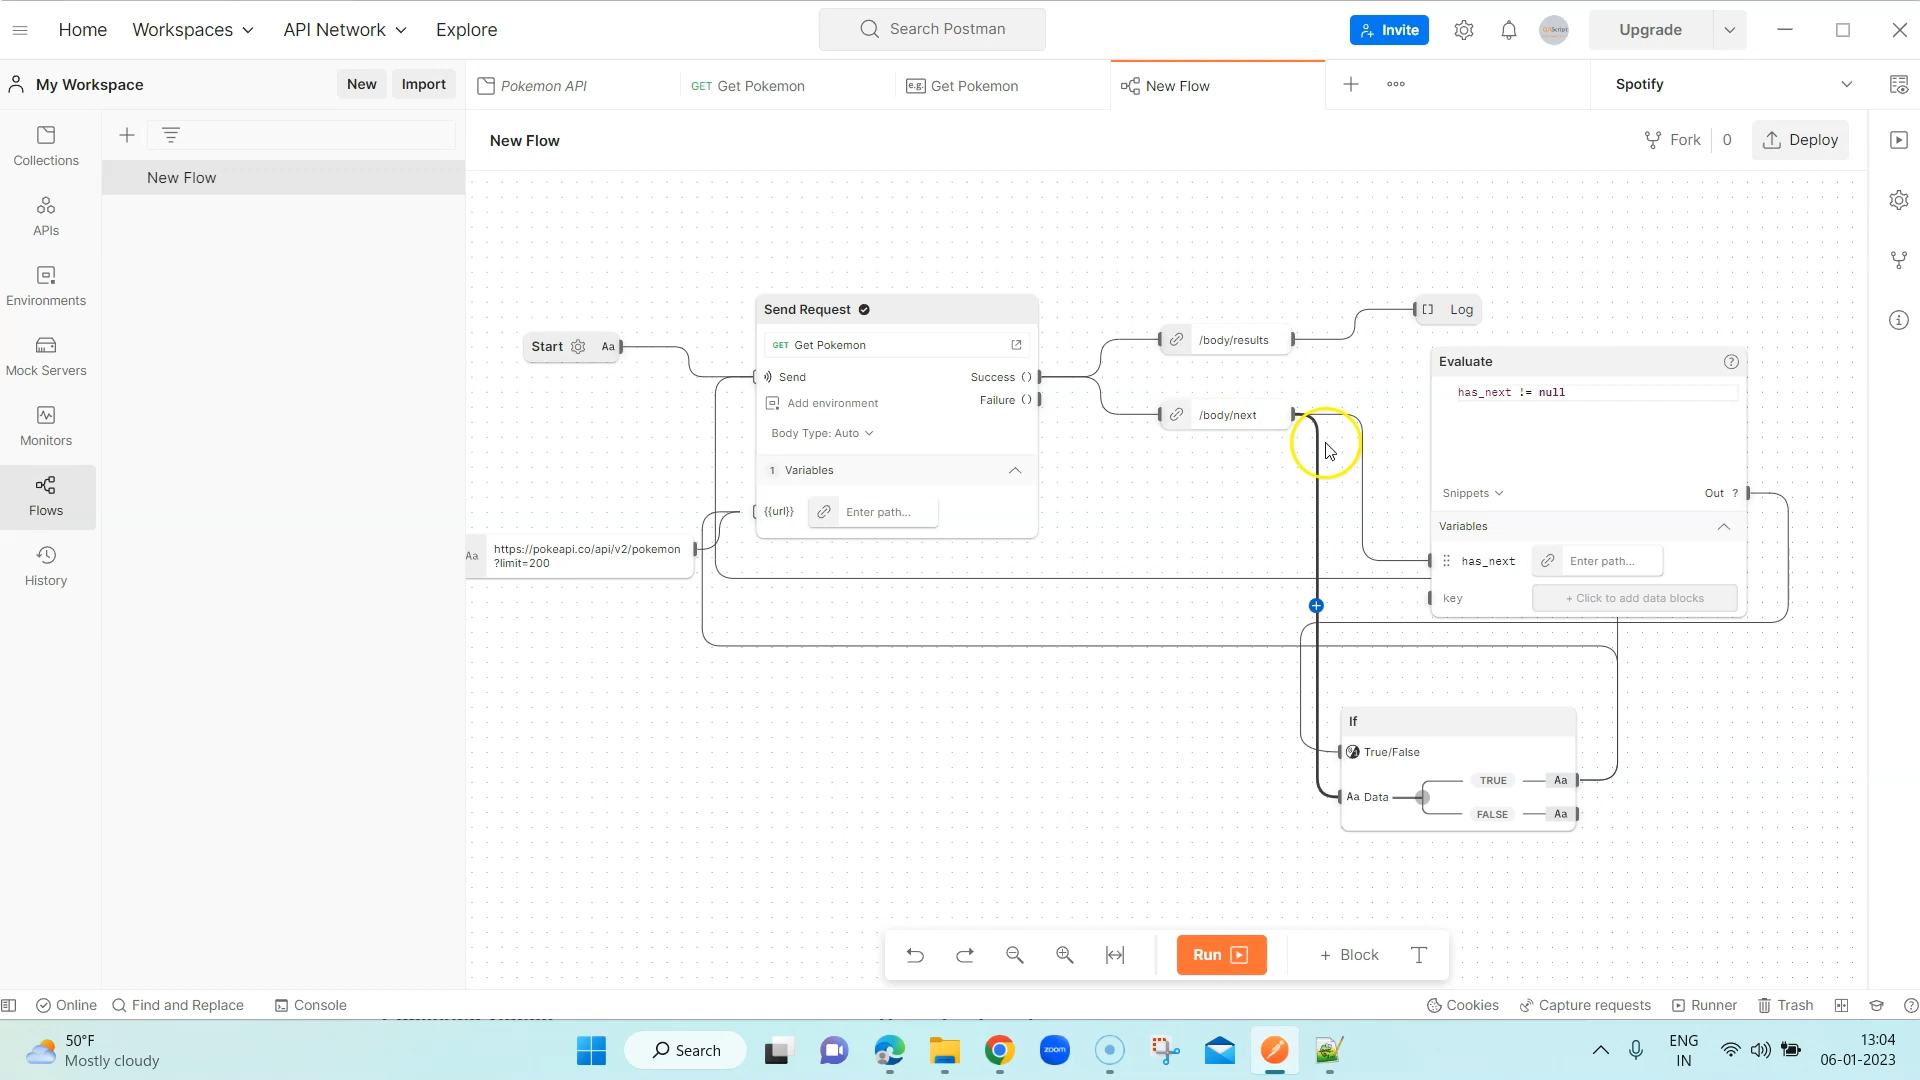 Home
Workspaces
API Network
Explore
Search Postman
Invite
Upgrade
My Workspace
New
Import
Pokemon API
GET Get Pokemon
e.g. Get Pokemon
New Flow
Spotify
Collections
APIs
Environments
Mock Servers
Monitors
Flows
History
New Flow
New Flow
Fork
0
Deploy
Start
Aa
Send Request
GET Get Pokemon
Send
Success ()
Add environment
Failure ()
Body Type: Auto
1 Variables
{{url}}
Enter path...
Aa
https://pokeapi.co/api/v2/pokemon
?limit=200
/body/results
/body/next
[] Log
Evaluate
has_next != null
Snippets
Out ?
Variables
has_next
Enter path...
key
+ Click to add data blocks
If
True/False
TRUE
Aa
Aa Data
FALSE
Aa
Run
+ Block
T
Online
Find and Replace
Console
Cookies
Capture requests
Runner
Trash
50°F
Mostly cloudy
Search
zoom
ENG
IN
13:04
06-01-2023